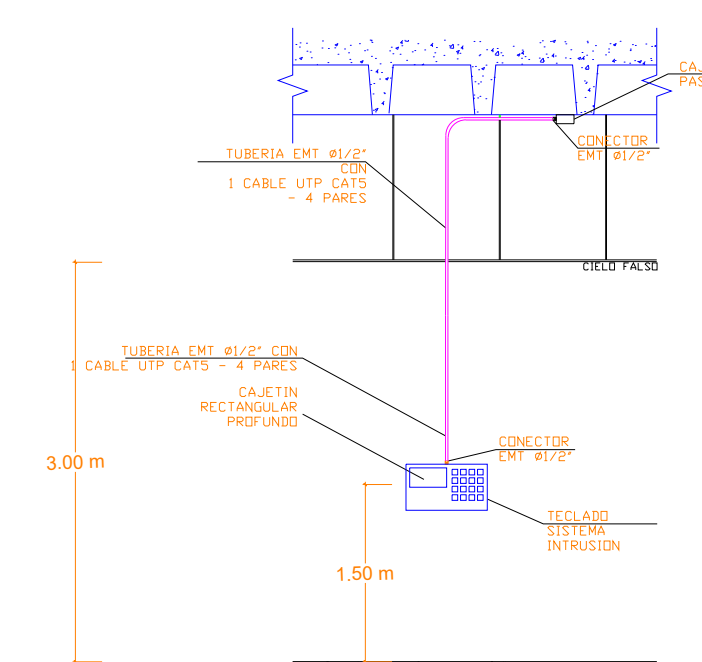 TUBERIA EMT ø1/2"
CON
1 CABLE UTP CAT5
- 4 PARES
CONECTOR
EMT ø1/2"
CIELO FALSO
TUBERIA EMT ø1/2" CON
1 CABLE UTP CAT5 - 4 PARES
CAJETIN
RECTANGULAR
PROFUNDO
CONECTOR
EMT ø1/2"
3.00 m
TECLADO
SISTEMA
INTRUSION
1.50 m